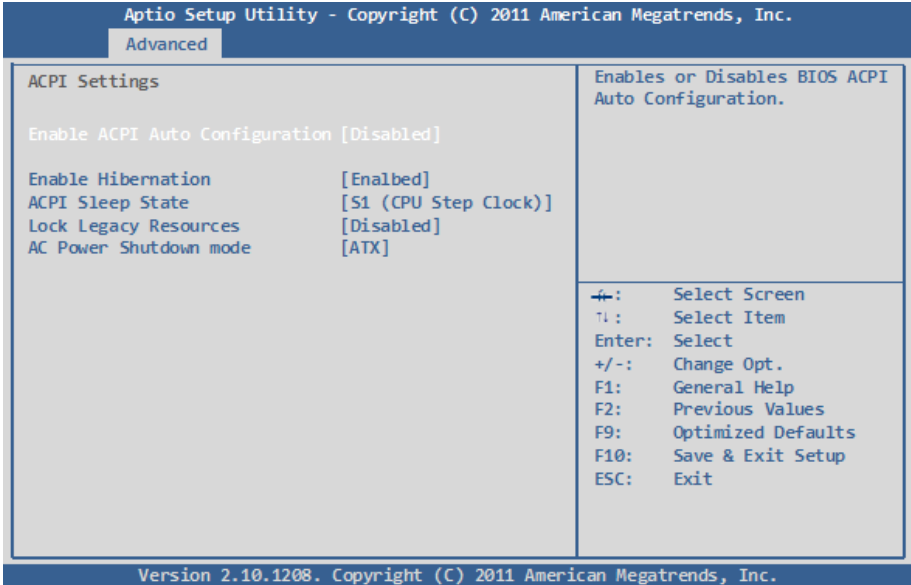 Aptio Setup Utility - Copyright (C) 2011 American Megatrends, Inc.
Advanced
ACPI Settings
Enable ACPI Auto Configuration [Disabled]
Enable Hibernation [Enalbed]
ACPI Sleep State [S1 (CPU Step Clock)]
Lock Legacy Resources [Disabled]
AC Power Shutdown mode [ATX]
Enables or Disables BIOS ACPI
Auto Configuration.
: Select Screen
↑↓ : Select Item
Enter: Select
+/-: Change Opt.
F1: General Help
F2: Previous Values
F9: Optimized Defaults
F10: Save & Exit Setup
ESC: Exit
Version 2.10.1208. Copyright (C) 2011 American Megatrends, Inc.